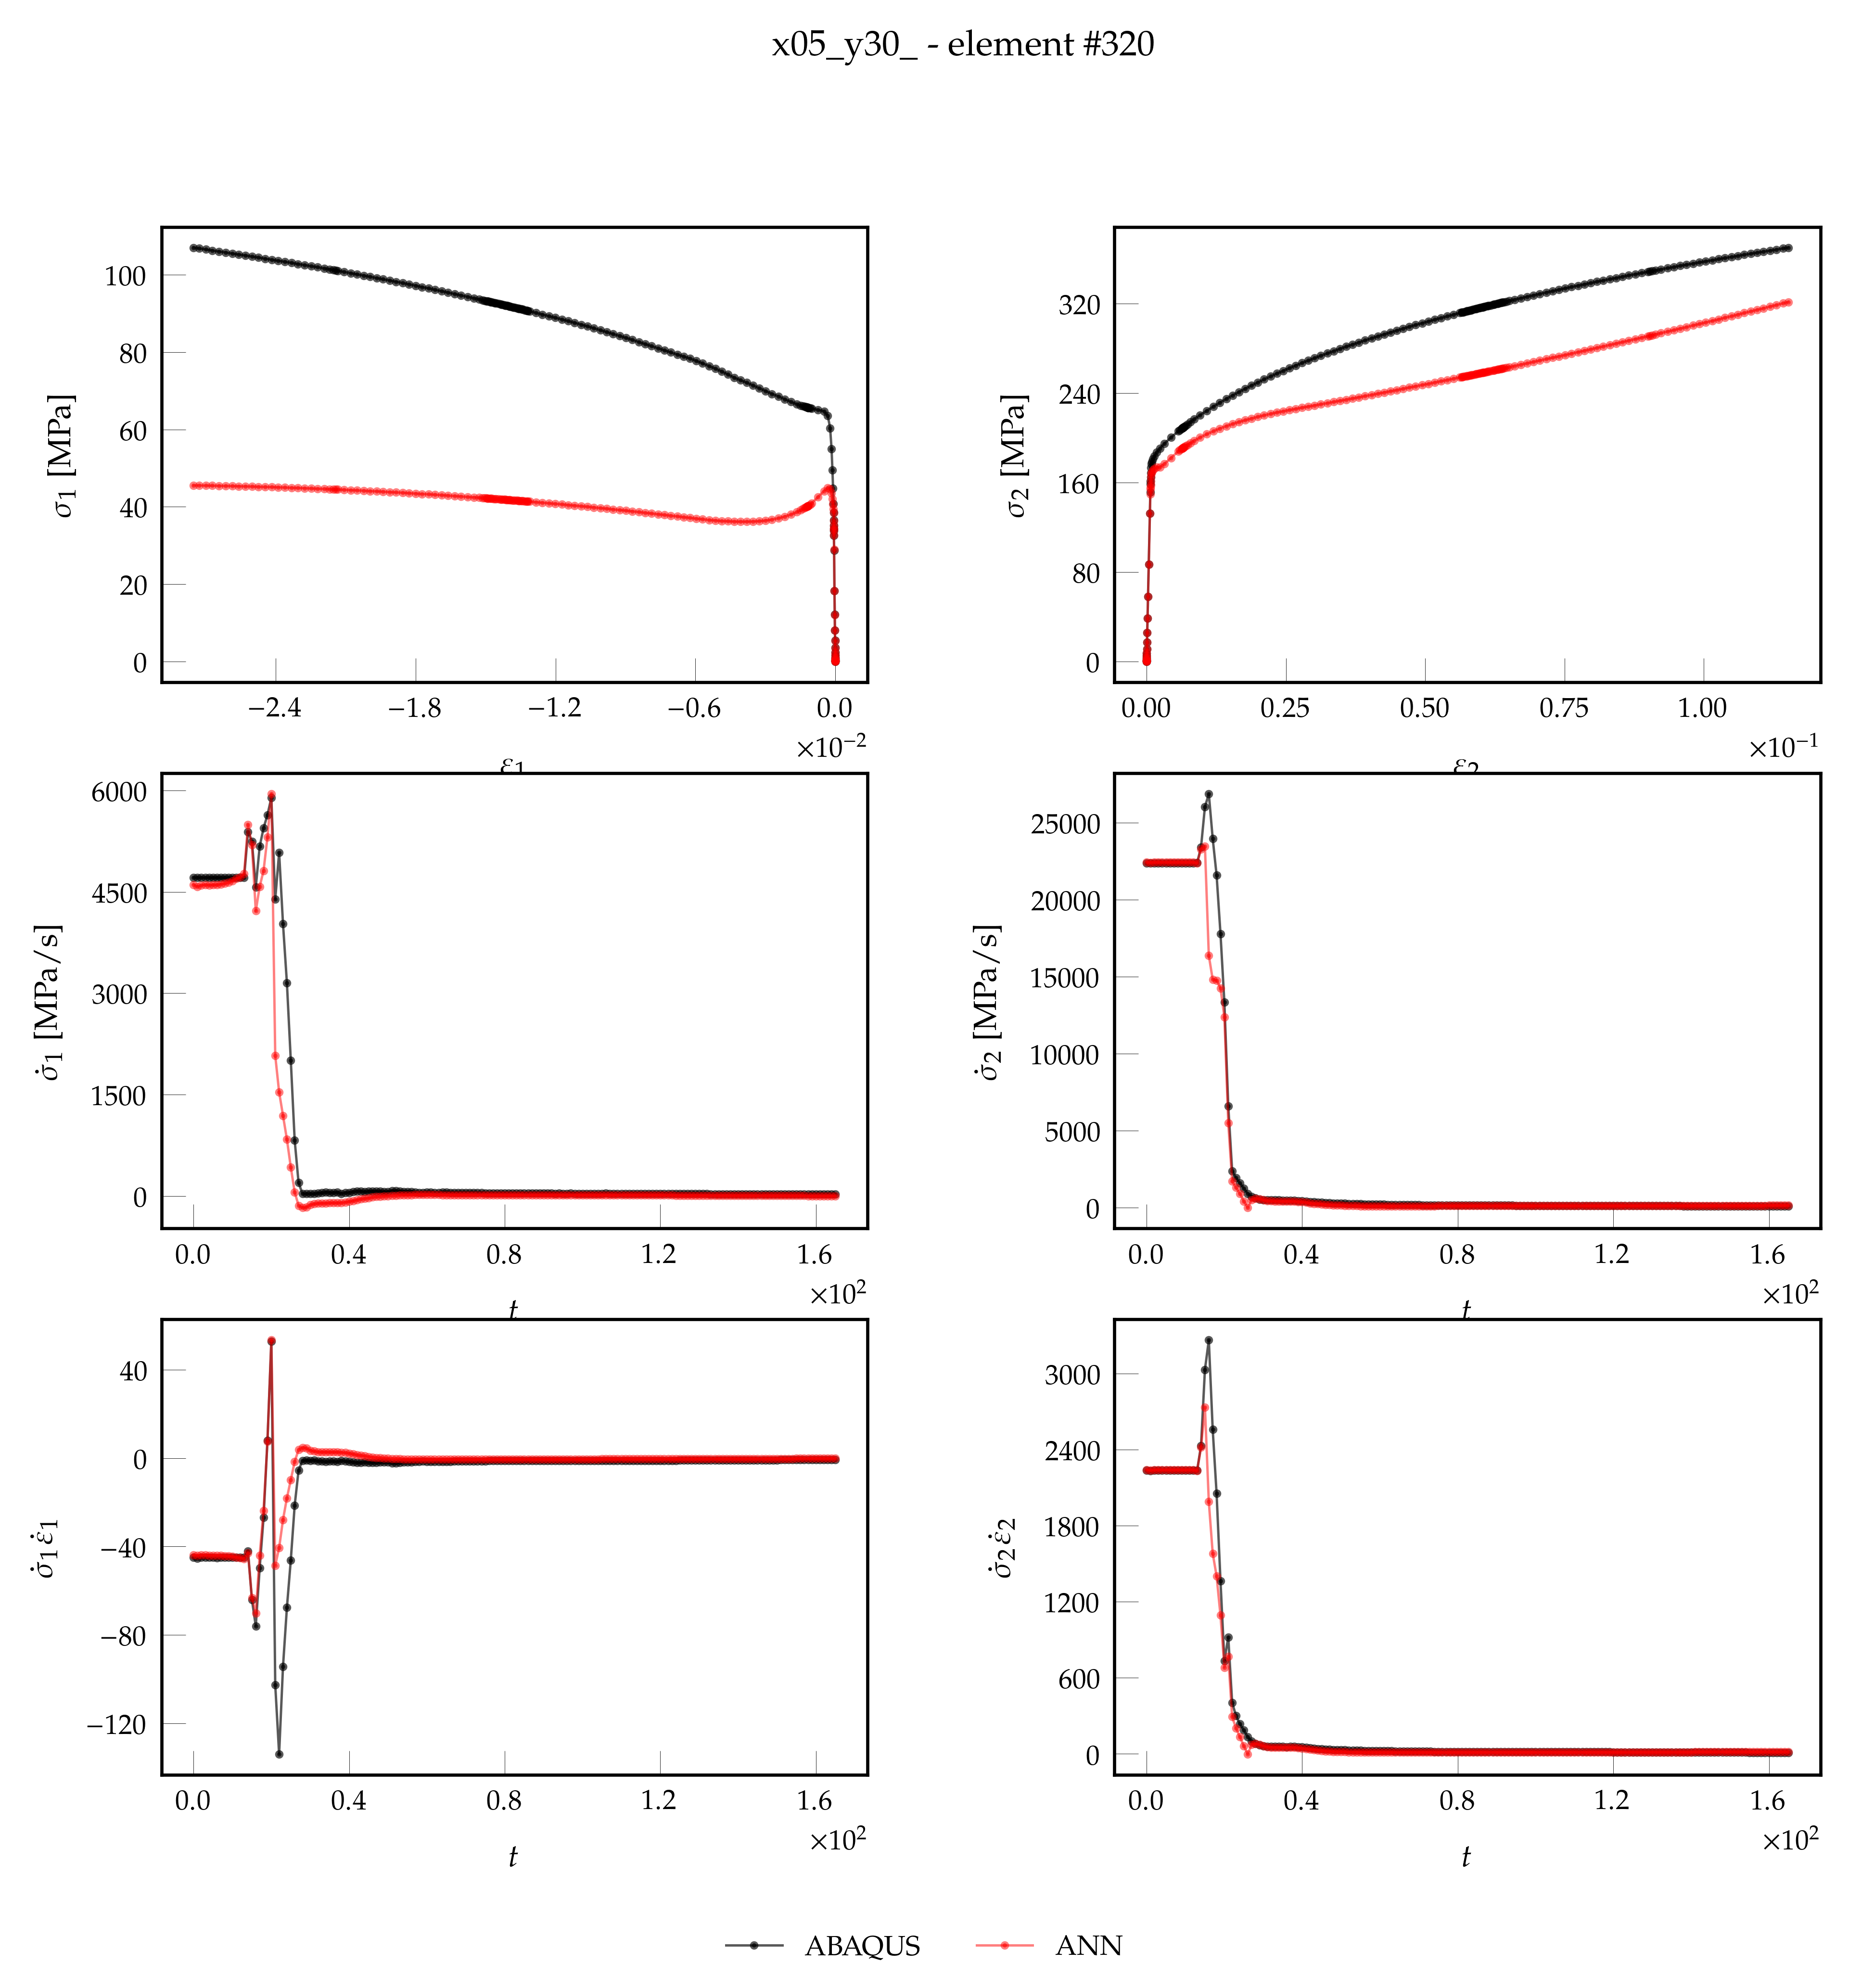 x05_y30_ - element #320
σ₁ [MPa]
100
80
60
40
20
0
−2.4 −1.8 −1.2 −0.6 0.0
×10⁻²
ε₁
σ₂ [MPa]
320
240
160
80
0
0.00 0.25 0.50 0.75 1.00
×10⁻¹
ε₂
σ̇₁ [MPa/s]
6000
4500
3000
1500
0
0.0 0.4 0.8 1.2 1.6
×10²
t
σ̇₂ [MPa/s]
25000
20000
15000
10000
5000
0
0.0 0.4 0.8 1.2 1.6
×10²
t
σ̇₁ε̇₁
40
0
−40
−80
−120
0.0 0.4 0.8 1.2 1.6
×10²
t
σ̇₂ε̇₂
3000
2400
1800
1200
600
0
0.0 0.4 0.8 1.2 1.6
×10²
t
ABAQUS ANN